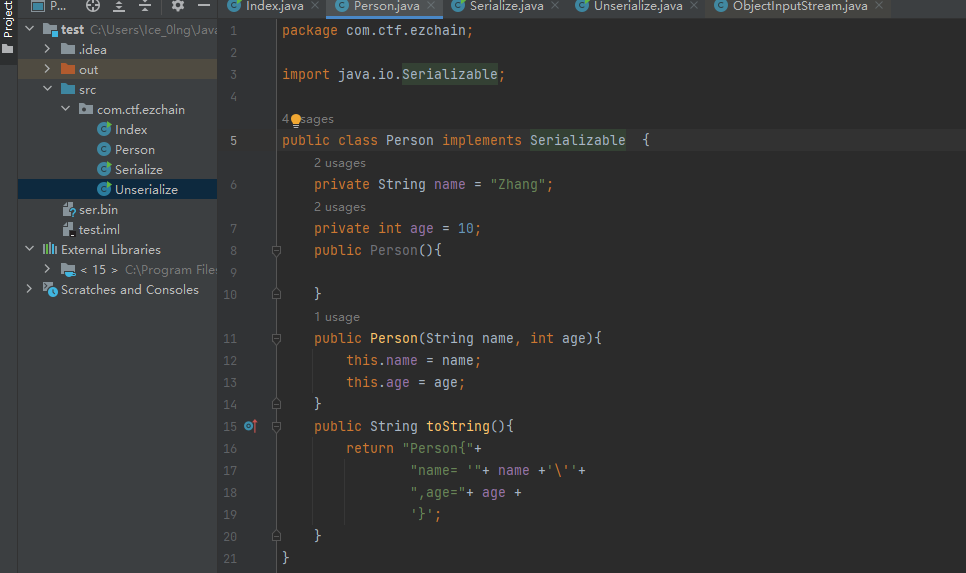 Project
P...
test C:\Users\Ice_0lng\Java
.idea
out
src
com.ctf.ezchain
Index
Person
Serialize
Unserialize
ser.bin
test.iml
External Libraries
< 15 > C:\Program Files
Scratches and Consoles
Index.java × Person.java × Serialize.java × Unserialize.java × ObjectInputStream.java ×
1 package com.ctf.ezchain;
2
3 import java.io.Serializable;
4
4 usages
5 public class Person implements Serializable {
2 usages
6 private String name = "Zhang";
2 usages
7 private int age = 10;
8 public Person(){
9
10 }
1 usage
11 public Person(String name, int age){
12 this.name = name;
13 this.age = age;
14 }
15 public String toString(){
16 return "Person{"+
17 "name= '"+ name +'\''+
18 ",age="+ age +
19 '}';
20 }
21 }